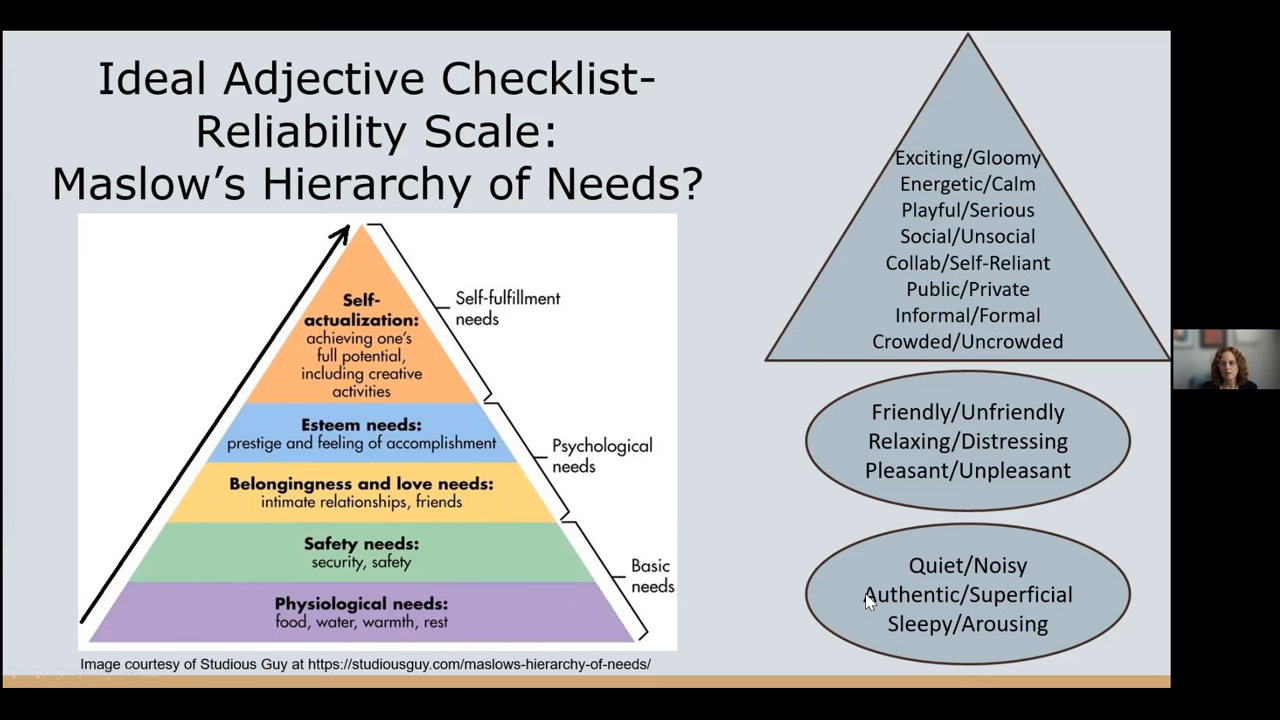 Ideal Adjective Checklist-
Reliability Scale:
Maslow's Hierarchy of Needs?
Self-
actualization:
achieving one's
full potential,
including creative
activities
Self-fulfillment
needs
Esteem needs:
prestige and feeling of accomplishment
Psychological
needs
Belongingness and love needs:
intimate relationships, friends
Safety needs:
security, safety
Basic
needs
Physiological needs:
food, water, warmth, rest
Image courtesy of Studious Guy at https://studiousguy.com/maslows-hierarchy-of-needs/
Exciting/Gloomy
Energetic/Calm
Playful/Serious
Social/Unsocial
Collab/Self-Reliant
Public/Private
Informal/Formal
Crowded/Uncrowded
Friendly/Unfriendly
Relaxing/Distressing
Pleasant/Unpleasant
Quiet/Noisy
Authentic/Superficial
Sleepy/Arousing